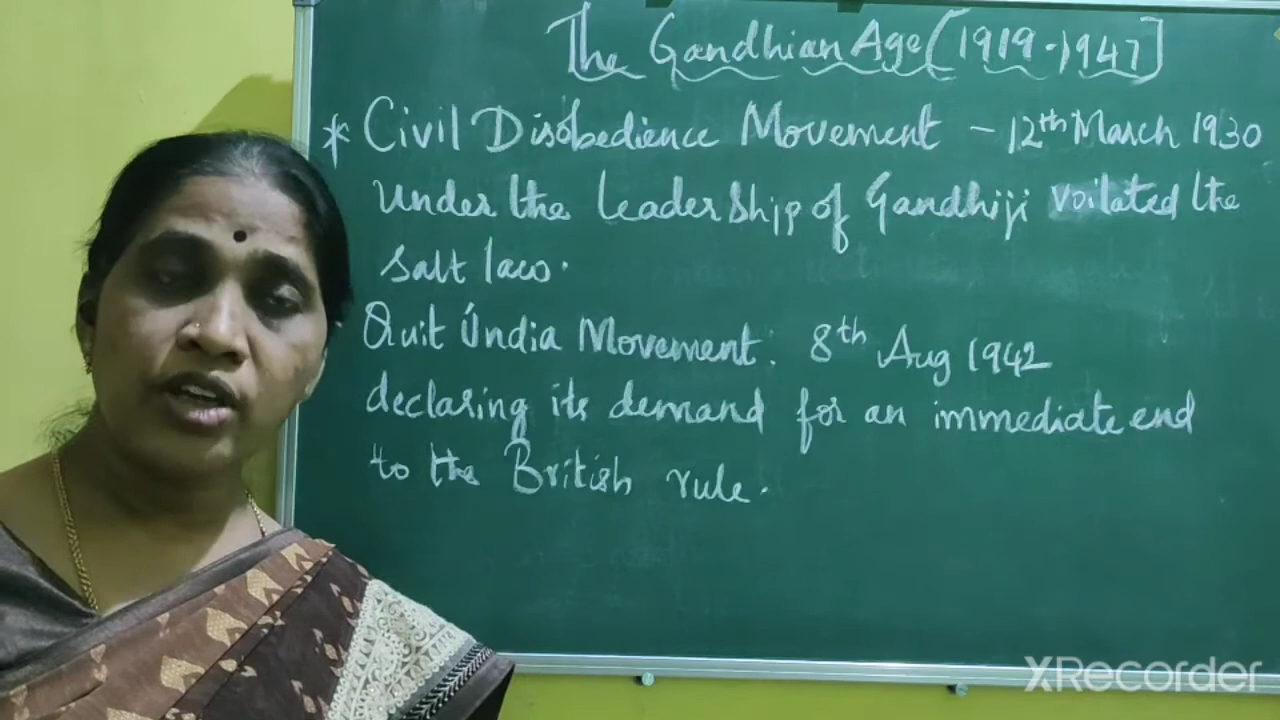 The Gandhian Age [1919-1947]
* Civil Disobedience Movement - 12th March 1930
Under the leadership of Gandhiji voilated the
salt laws.
Quit India Movement: 8th Aug 1942
declaring its demand for an immediate end
to the British rule.
XRecorder